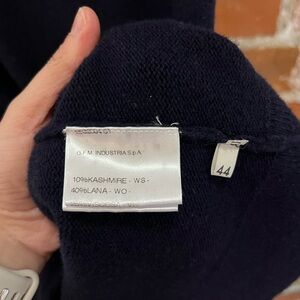 G.F.M. INDUSTRIA S.p.A.
10%KASHMIRE - WS -
40%LANA - WO -
44